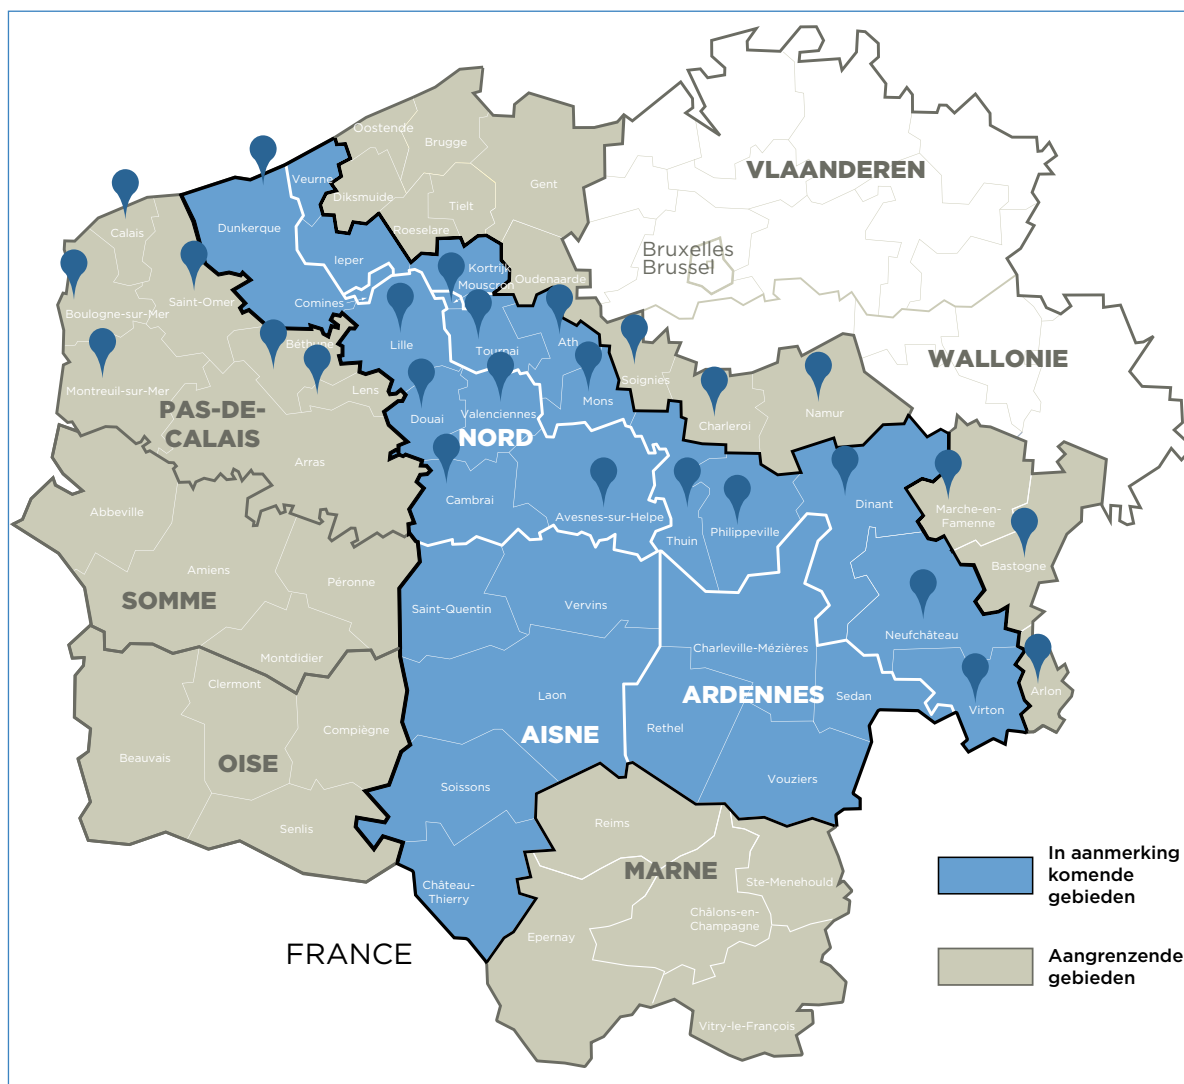 Oostende
Brugge
VLAANDEREN
Veurne
Gent
Diksmuide
Tielt
Dunkerque
Roeselare
Calais
Bruxelles
Brussel
Ieper
Kortrijk
Oudenaarde
Mouscron
Saint-Omer
Comines
Boulogne-sur-Mer
Béthune
Lille
Tournai
Ath
WALLONIE
Soignies
Montreuil-sur-Mer
Lens
Mons
PAS-DE-
CALAIS
Douai
Valenciennes
Charleroi
Namur
NORD
Arras
Cambrai
Dinant
Abbeville
Avesnes-sur-Helpe
Marche-en-
Famenne
Thuin
Philippeville
Bastogne
Amiens
Péronne
SOMME
Saint-Quentin
Vervins
Neufchâteau
Montdidier
Charleville-Mézières
Clermont
Laon
ARDENNES
Sedan
Arlon
Virton
Compiègne
Rethel
AISNE
Beauvais
OISE
Soissons
Vouziers
Senlis
Reims
MARNE
Ste-Menehould
Château-
Thierry
Châlons-en-
Champagne
Epernay
FRANCE
Vitry-le-François
In aanmerking
komende
gebieden
Aangrenzende
gebieden